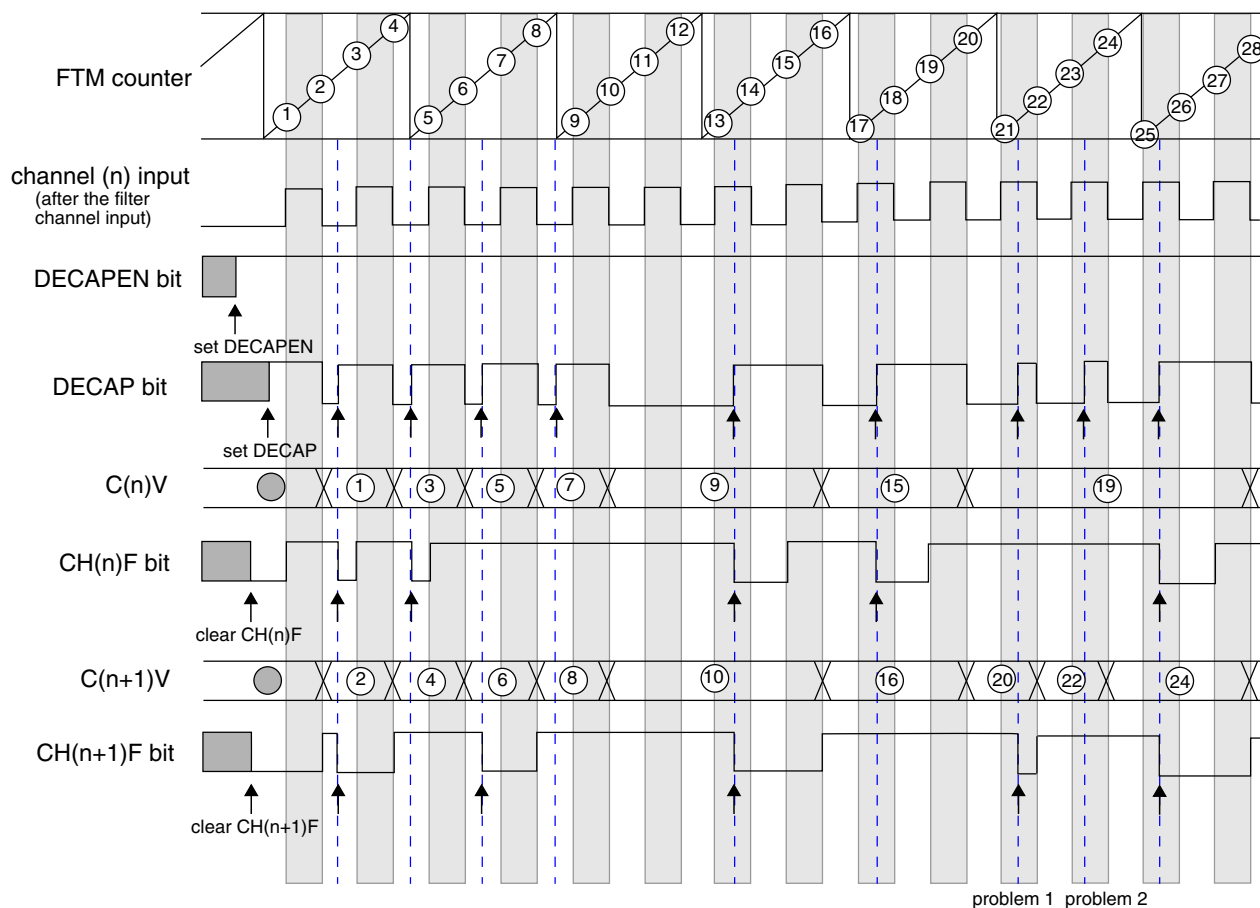 FTM counter
1 2 3 4 5 6 7 8 9 10 11 12 13 14 15 16 17 18 19 20 21 22 23 24 25 26 27 28
channel (n) input
(after the filter
channel input)
DECAPEN bit
set DECAPEN
DECAP bit
set DECAP
C(n)V 1 3 5 7 9 15 19
CH(n)F bit
clear CH(n)F
C(n+1)V 2 4 6 8 10 16 20 22 24
CH(n+1)F bit
clear CH(n+1)F
problem 1 problem 2